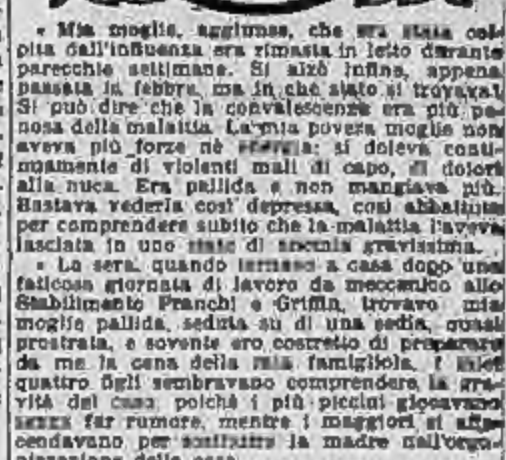 « Mia moglie, aggiunse, che era stata col-
pita dall'influenza era rimasta in letto durante
parecchie settimane. Si alzò infine, appena
passata la febbre, ma in che stato si trovava!
Si può dire che la convalescenza era più pe-
nosa della malattia. La mia povera moglie non
aveva più forze nè si doleva conti-
nuamente di violenti mali di capo, di dolori
alla nuca. Era pallida e non mangiava più.
Bastava vederla così depressa, così abbattuta
per comprendere subito che la malattia l'aveva
lasciata in uno stato di anemia gravissima.
« La sera, quando tornavo a casa dopo una
faticosa giornata di lavoro da meccanico allo
Stabilimento Franchi e Griffin, trovavo mia
moglie pallida, seduta su di una sedia, quasi
prostrata, e sovente ero costretto di preparare
da me la cena della mia famigliola. I miei
quattro figli sembravano comprendere la gra-
vità del caso, poichè i più piccini giocavano
senza far rumore, mentre i maggiori si
cendavano per sostituire la madre nell'orga-
nizzazione della casa.